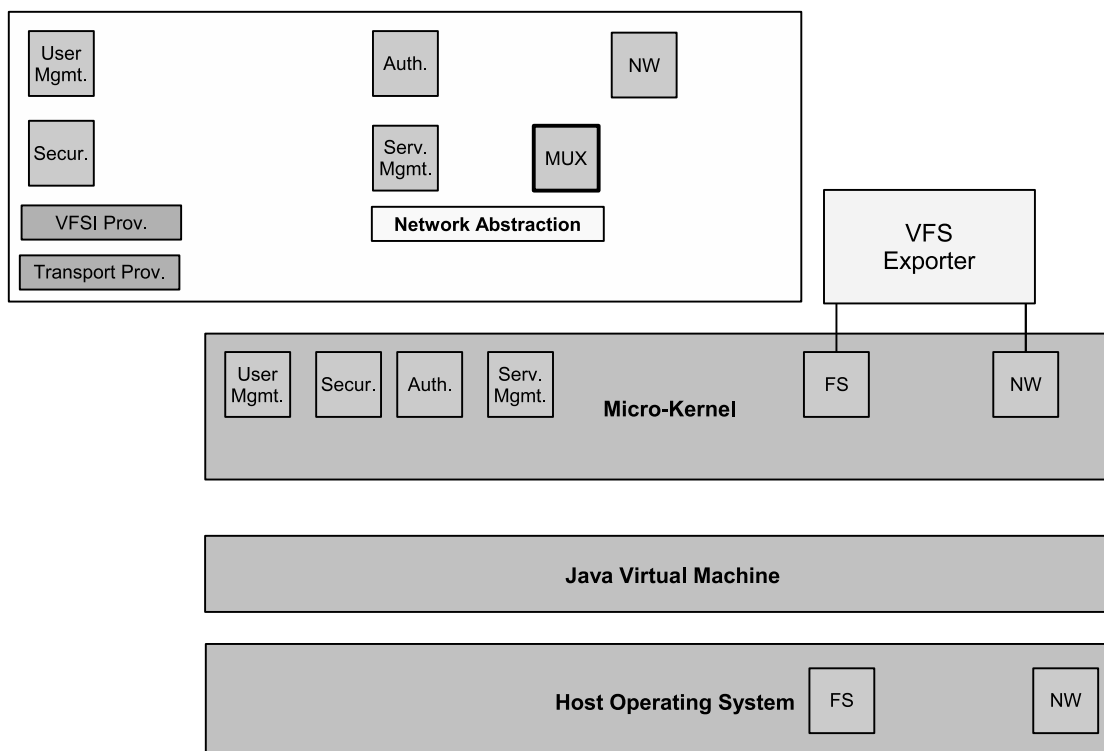 User
Mgmt.
Auth.
NW
Secur.
Serv.
Mgmt.
MUX
VFSI Prov.
Network Abstraction
Transport Prov.
VFS
Exporter
User
Mgmt.
Secur.
Auth.
Serv.
Mgmt.
Micro-Kernel
FS
NW
Java Virtual Machine
Host Operating System
FS
NW